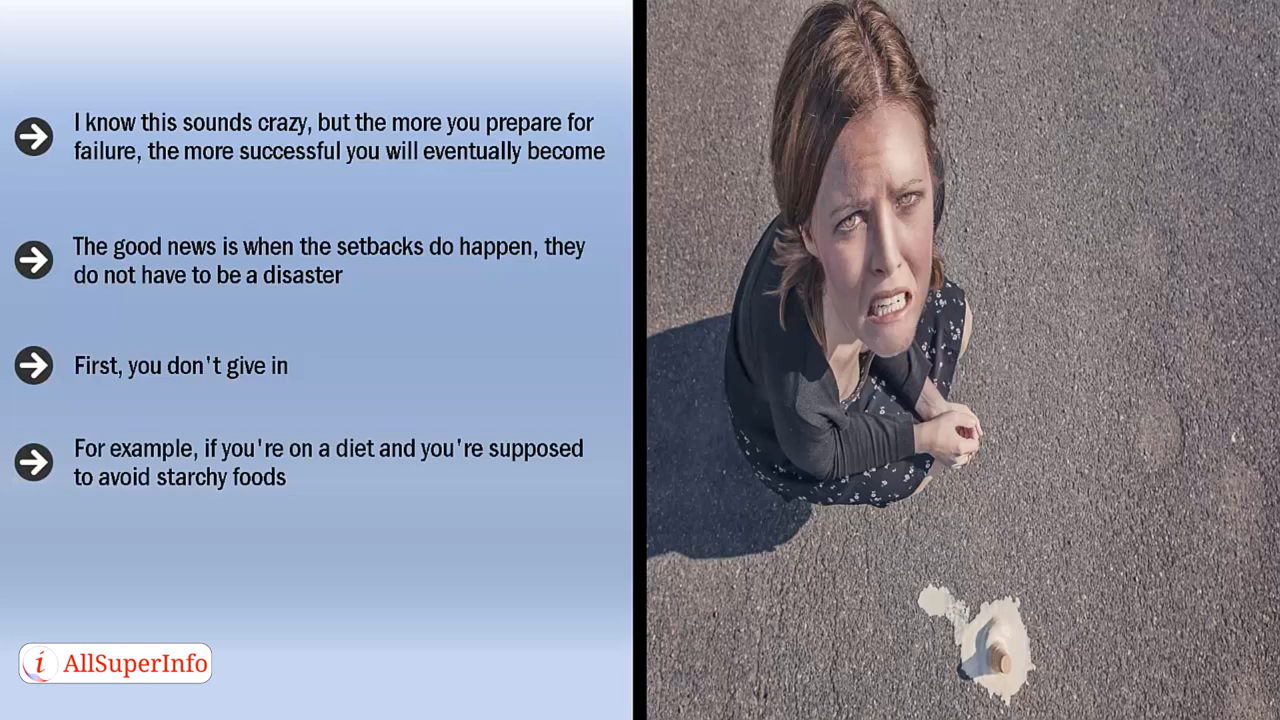 I know this sounds crazy, but the more you prepare for
failure, the more successful you will eventually become
The good news is when the setbacks do happen, they
do not have to be a disaster
First, you don't give in
For example, if you're on a diet and you're supposed
to avoid starchy foods
i AllSuperInfo